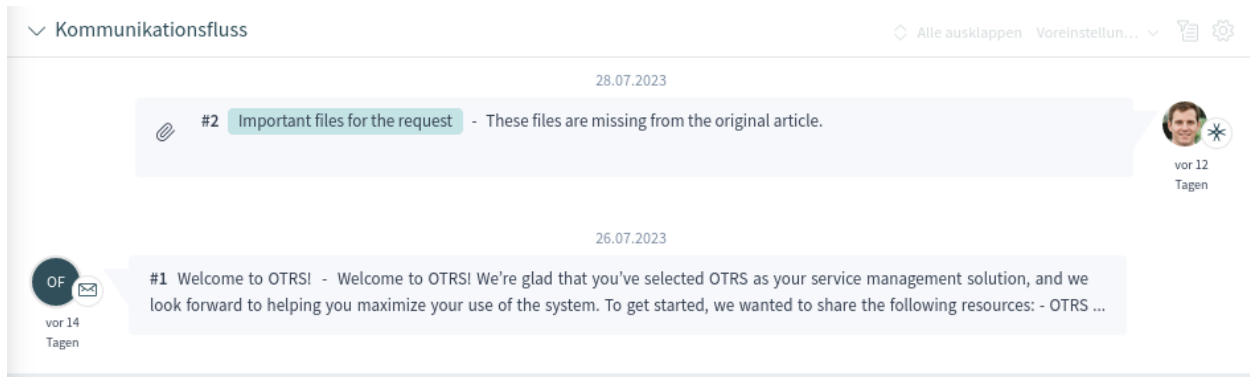 Kommunikationsfluss
Alle ausklappen Voreinstellun...
28.07.2023
#2 Important files for the request - These files are missing from the original article.
vor 12
Tagen
26.07.2023
OF
#1 Welcome to OTRS! - Welcome to OTRS! We're glad that you've selected OTRS as your service management solution, and we
look forward to helping you maximize your use of the system. To get started, we wanted to share the following resources: - OTRS ...
vor 14
Tagen